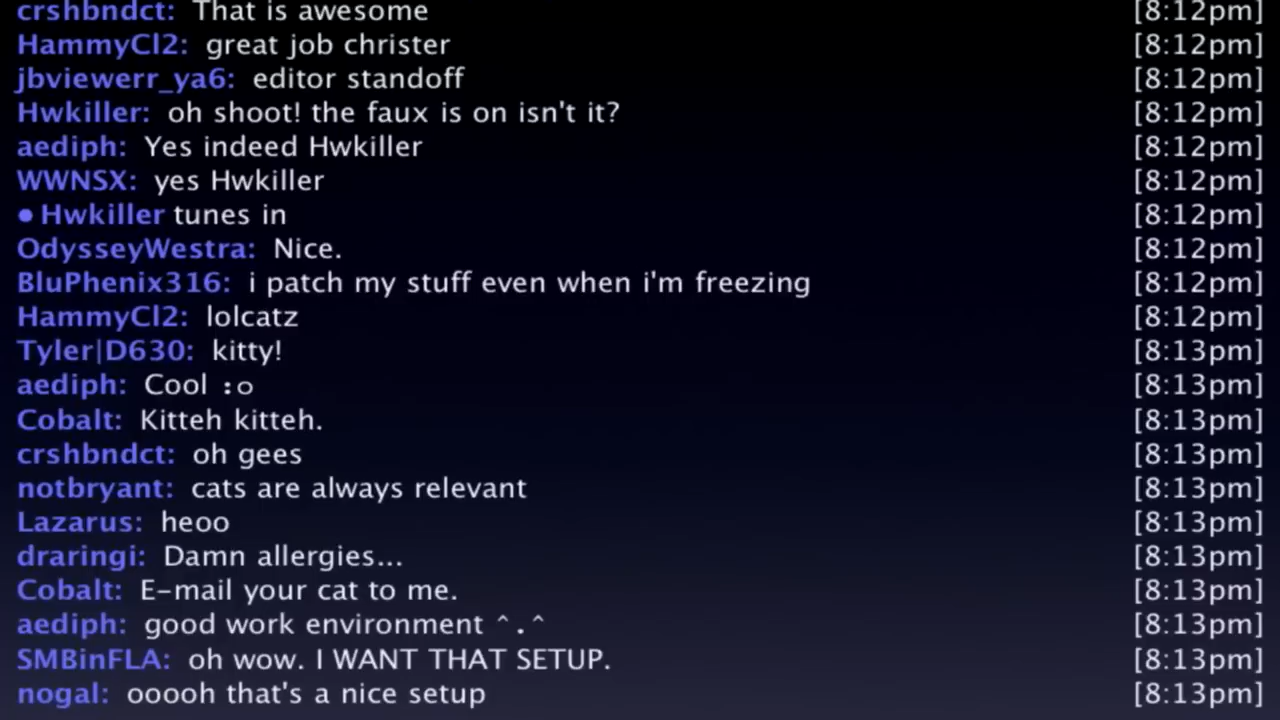 crshbndct: That is awesome [8:12pm]
HammyCl2: great job christer [8:12pm]
jbviewerr_ya6: editor standoff [8:12pm]
Hwkiller: oh shoot! the faux is on isn't it? [8:12pm]
aediph: Yes indeed Hwkiller [8:12pm]
WWNSX: yes Hwkiller [8:12pm]
● Hwkiller tunes in [8:12pm]
OdysseyWestra: Nice. [8:12pm]
BluPhenix316: i patch my stuff even when i'm freezing [8:12pm]
HammyCl2: lolcatz [8:12pm]
Tyler|D630: kitty! [8:13pm]
aediph: Cool :o [8:13pm]
Cobalt: Kitteh kitteh. [8:13pm]
crshbndct: oh gees [8:13pm]
notbryant: cats are always relevant [8:13pm]
Lazarus: heoo [8:13pm]
draringi: Damn allergies... [8:13pm]
Cobalt: E-mail your cat to me. [8:13pm]
aediph: good work environment ^.^ [8:13pm]
SMBinFLA: oh wow. I WANT THAT SETUP. [8:13pm]
nogal: ooooh that's a nice setup [8:13pm]